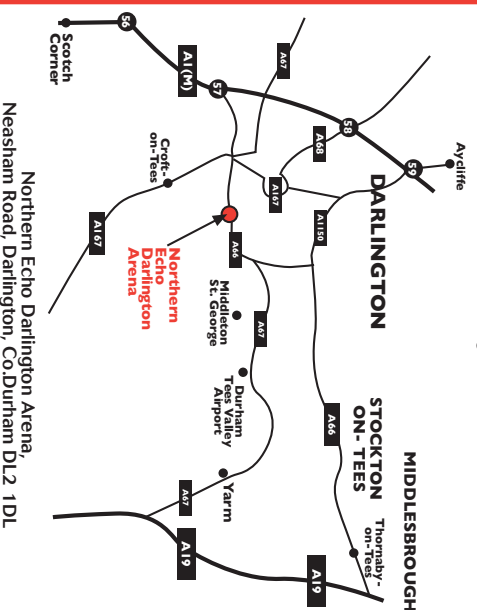 Aycliffe
59
58
A68
A67
57
A1(M)
56
Scotch
Corner
DARLINGTON
A1150
A167
Croft-
on-Tees
A167
A66
Northern
Echo
Darlington
Arena
Middleton
St. George
A67
Durham
Tees Valley
Airport
Yarm
A67
A66
STOCKTON
ON- TEES
MIDDLESBROUGH
Thornaby-
on-Tees
A19
A19
Northern Echo Darlington Arena,
Neasham Road, Darlington, Co.Durham DL2 1DL